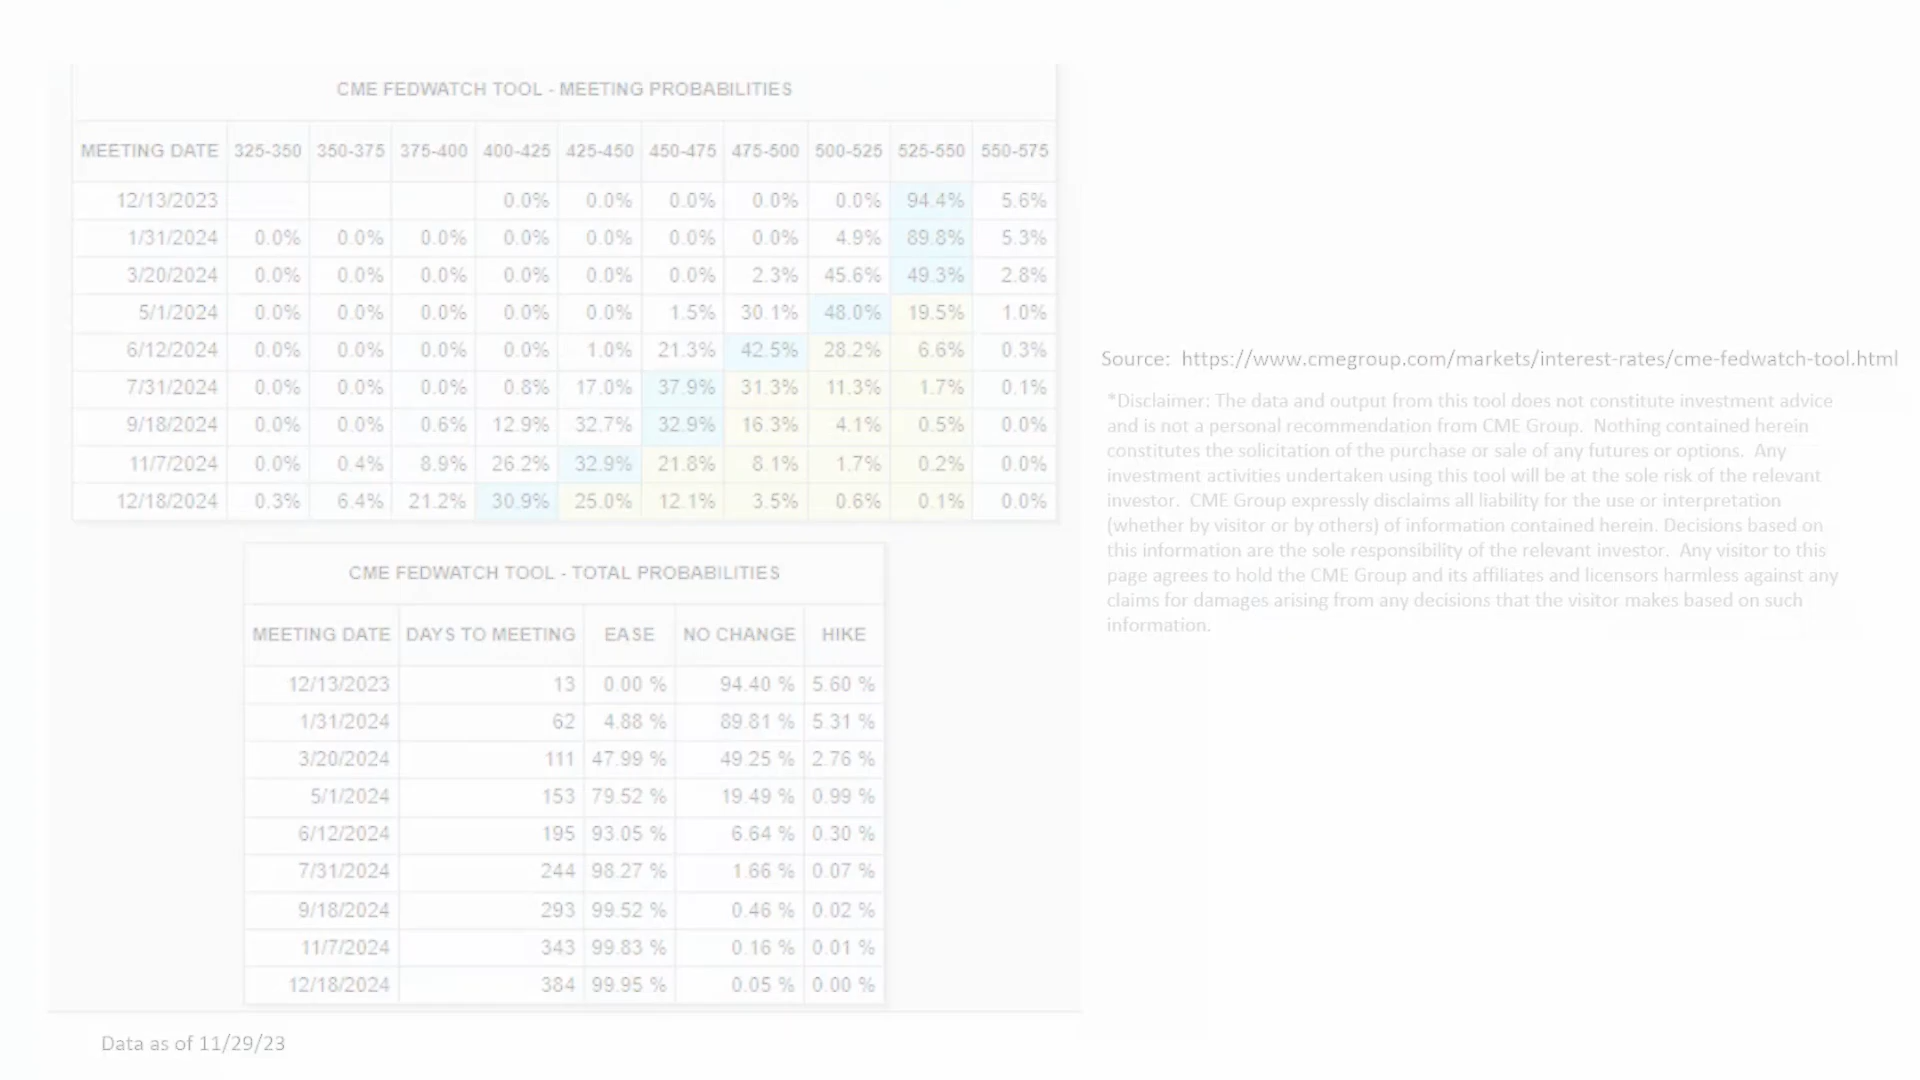 CME FEDWATCH TOOL - MEETING PROBABILITIES
MEETING DATE 325-350 350-375 375-400 400-425 425-450 450-475 475-500 500-525 525-550 550-575
12/13/2023 0.0% 0.0% 0.0% 0.0% 0.0% 94.4% 5.6%
1/31/2024 0.0% 0.0% 0.0% 0.0% 0.0% 0.0% 0.0% 4.9% 89.8% 5.3%
3/20/2024 0.0% 0.0% 0.0% 0.0% 0.0% 0.0% 2.3% 45.6% 49.3% 2.8%
5/1/2024 0.0% 0.0% 0.0% 0.0% 0.0% 1.5% 30.1% 48.0% 19.5% 1.0%
6/12/2024 0.0% 0.0% 0.0% 0.0% 1.0% 21.3% 42.5% 28.2% 6.6% 0.3%
7/31/2024 0.0% 0.0% 0.0% 0.8% 17.0% 37.9% 31.3% 11.3% 1.7% 0.1%
9/18/2024 0.0% 0.0% 0.6% 12.9% 32.7% 32.9% 16.3% 4.1% 0.5% 0.0%
11/7/2024 0.0% 0.4% 8.9% 26.2% 32.9% 21.8% 8.1% 1.7% 0.2% 0.0%
12/18/2024 0.3% 6.4% 21.2% 30.9% 25.0% 12.1% 3.5% 0.6% 0.1% 0.0%
CME FEDWATCH TOOL - TOTAL PROBABILITIES
MEETING DATE DAYS TO MEETING EASE NO CHANGE HIKE
12/13/2023 13 0.00 % 94.40 % 5.60 %
1/31/2024 62 4.88 % 89.81 % 5.31 %
3/20/2024 111 47.99 % 49.25 % 2.76 %
5/1/2024 153 79.52 % 19.49 % 0.99 %
6/12/2024 195 93.05 % 6.64 % 0.30 %
7/31/2024 244 98.27 % 1.66 % 0.07 %
9/18/2024 293 99.52 % 0.46 % 0.02 %
11/7/2024 343 99.83 % 0.16 % 0.01 %
12/18/2024 384 99.95 % 0.05 % 0.00 %
Data as of 11/29/23
Source: https://www.cmegroup.com/markets/interest-rates/cme-fedwatch-tool.html
*Disclaimer: The data and output from this tool does not constitute investment advice
and is not a personal recommendation from CME Group. Nothing contained herein
constitutes the solicitation of the purchase or sale of any futures or options. Any
investment activities undertaken using this tool will be at the sole risk of the relevant
investor. CME Group expressly disclaims all liability for the use or interpretation
(whether by visitor or by others) of information contained herein. Decisions based on
this information are the sole responsibility of the relevant investor. Any visitor to this
page agrees to hold the CME Group and its affiliates and licensors harmless against any
claims for damages arising from any decisions that the visitor makes based on such
information.